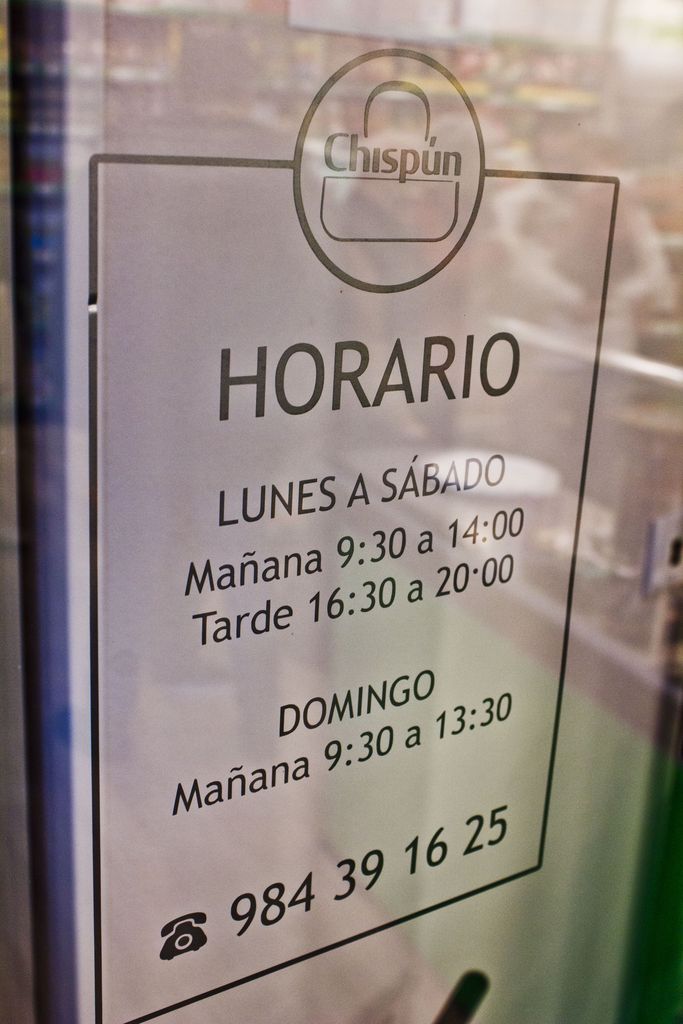 Chispún
HORARIO
LUNES A SÁBADO
Mañana 9:30 a 14:00
Tarde 16:30 a 20:00
DOMINGO
Mañana 9:30 a 13:30
984 39 16 25